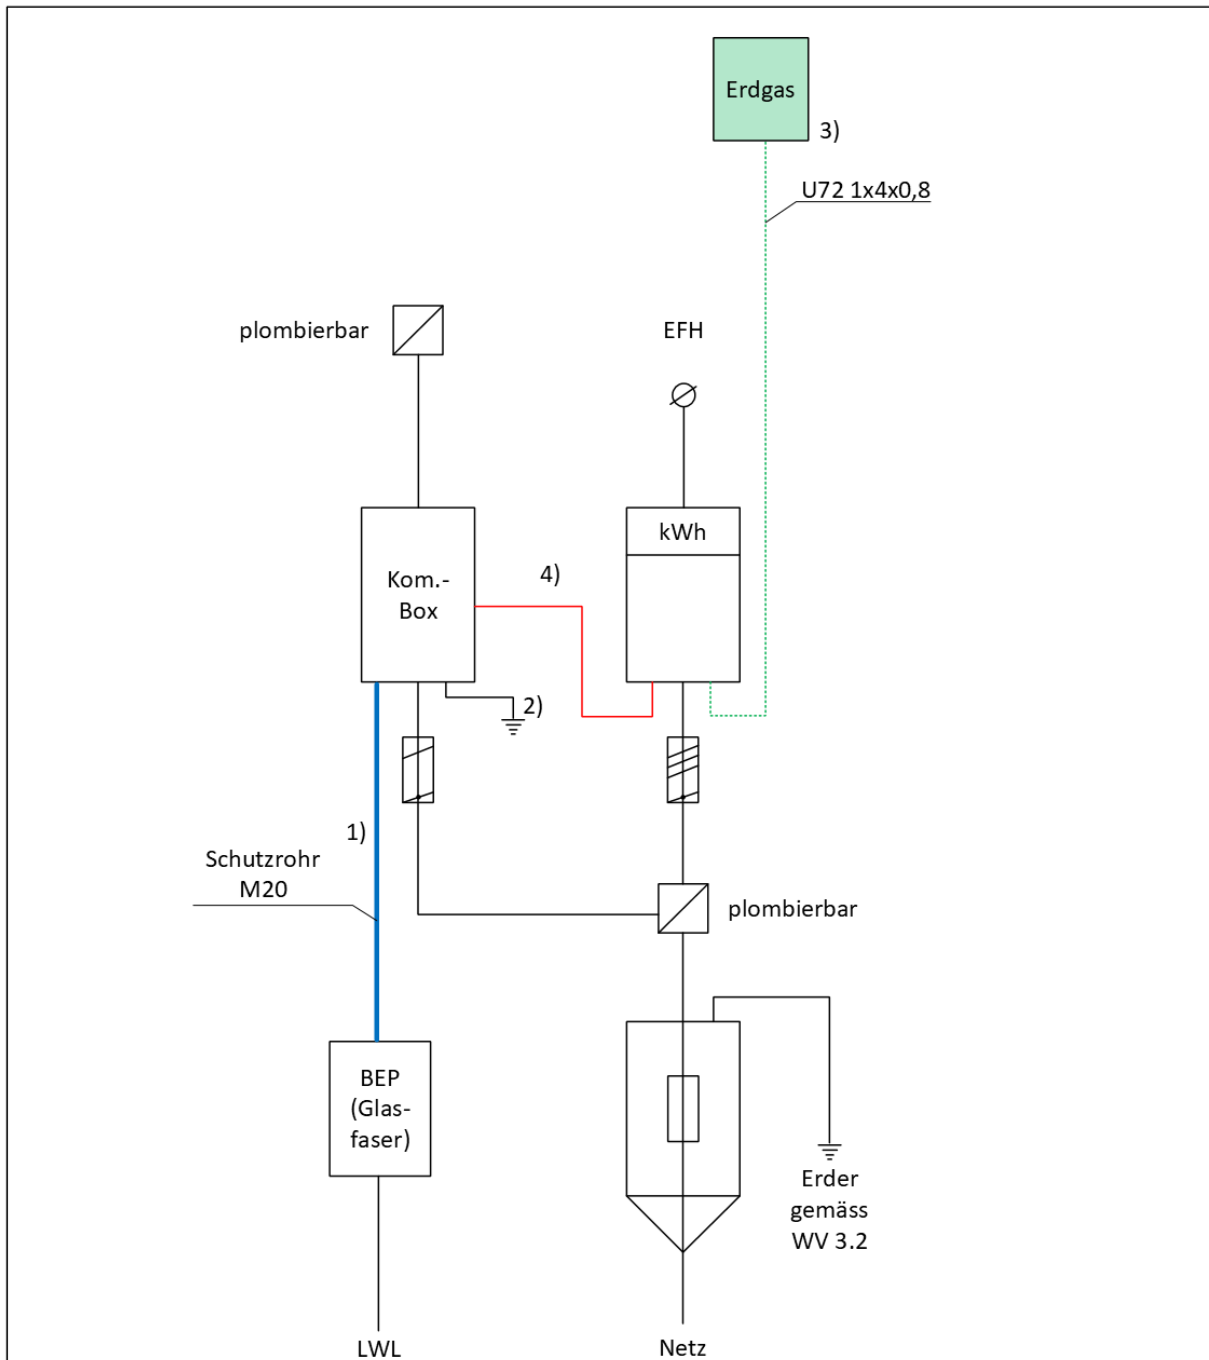 Erdgas
3)
U72 1x4x0,8
plombierbar
EFH
kWh
Kom.-
Box
4)
2)
1)
Schutzrohr
M20
plombierbar
BEP
(Glas-
faser)
Erder
gemäss
WV 3.2
LWL
Netz